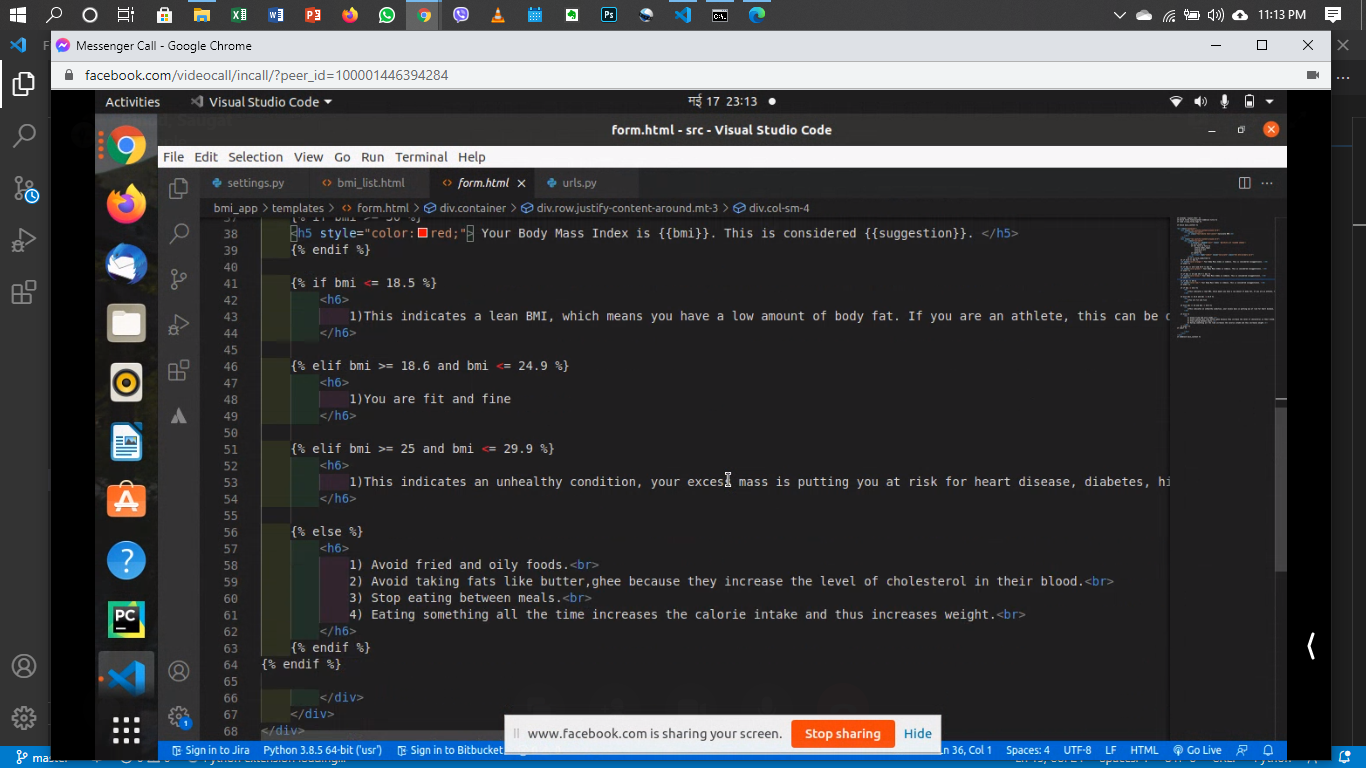 11:13 PM
Messenger Call - Google Chrome
facebook.com/videocall/incall/?peer_id=100001446394284
Activities Visual Studio Code मई 17 23:13
form.html - src - Visual Studio Code
File Edit Selection View Go Run Terminal Help
settings.py bmi_list.html form.html urls.py
bmi_app > templates > form.html > div.container > div.row.justify-content-around.mt-3 > div.col-sm-4
38 <h5 style="color:red;"> Your Body Mass Index is {{bmi}}. This is considered {{suggestion}}. </h5>
39 {% endif %}
40
41 {% if bmi <= 18.5 %}
42 <h6>
43 1)This indicates a lean BMI, which means you have a low amount of body fat. If you are an athlete, this can be
44 </h6>
45
46 {% elif bmi >= 18.6 and bmi <= 24.9 %}
47 <h6>
48 1)You are fit and fine
49 </h6>
50
51 {% elif bmi >= 25 and bmi <= 29.9 %}
52 <h6>
53 1)This indicates an unhealthy condition, your excess mass is putting you at risk for heart disease, diabetes, hi
54 </h6>
55
56 {% else %}
57 <h6>
58 1) Avoid fried and oily foods.<br>
59 2) Avoid taking fats like butter,ghee because they increase the level of cholesterol in their blood.<br>
60 3) Stop eating between meals.<br>
61 4) Eating something all the time increases the calorie intake and thus increases weight.<br>
62 </h6>
63 {% endif %}
64 {% endif %}
65
66 </div>
67 </div>
68 </div>
www.facebook.com is sharing your screen. Stop sharing Hide
Sign in to Jira Python 3.8.5 64-bit ('usr') Sign in to Bitbucket Ln 36, Col 1 Spaces: 4 UTF-8 LF HTML Go Live